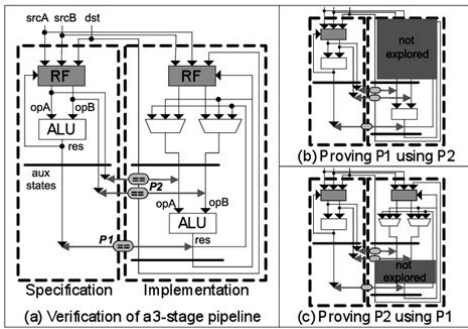 srcA srcB dst
RF
RF
opA opB
ALU
res
aux
states
==
== P2
opA opB
ALU
P1 ==
res
Specification Implementation
(a) Verification of a3-stage pipeline
not
explored
(b) Proving P1 using P2
not
explored
(c) Proving P2 using P1